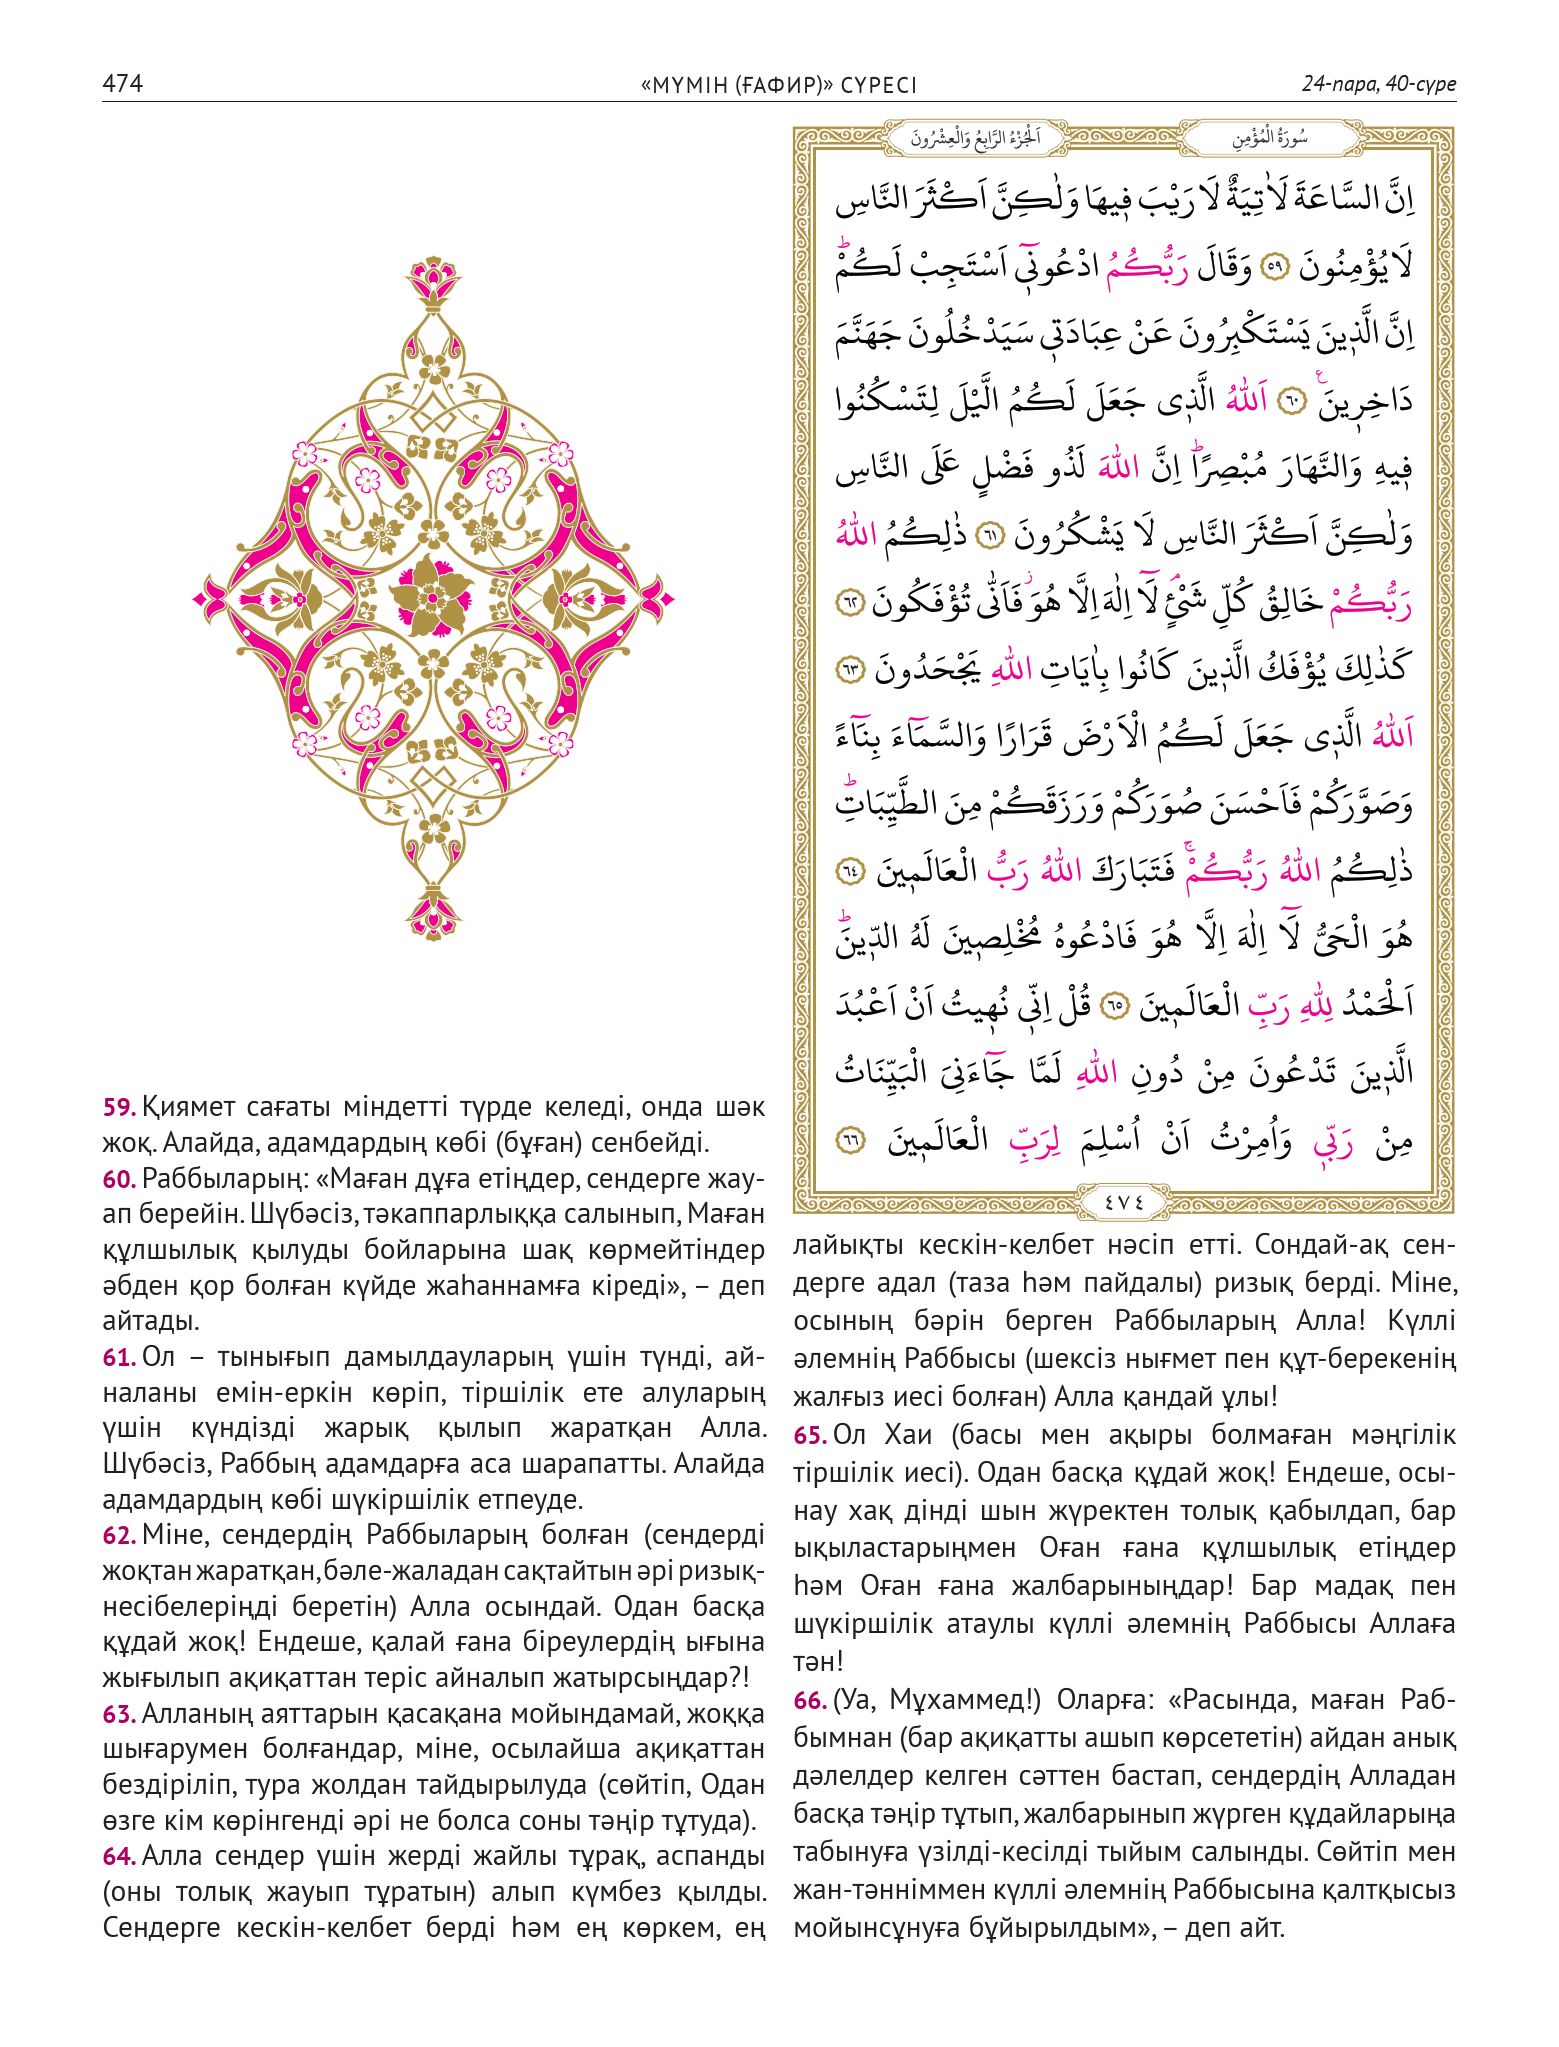 474
«МҮМІН (ҒАФИР)» СҮРЕСІ
24-пара, 40-сүре
سُورَةُ الْمُؤْمِنِ
اَلْجُزْءُ الرَّابِعُ وَالْعِشْرُونَ
اِنَّ السَّاعَةَ لَاٰتِيَةٌ لَا رَيْبَ ف۪يهَا وَلٰكِنَّ اَكْثَرَ النَّاسِ
لَا يُؤْمِنُونَ ﴿٥٩﴾ وَقَالَ رَبُّكُمُ ادْعُون۪ٓي اَسْتَجِبْ لَكُمْۜ
اِنَّ الَّذ۪ينَ يَسْتَكْبِرُونَ عَنْ عِبَادَت۪ي سَيَدْخُلُونَ جَهَنَّمَ
دَاخِر۪ينَ۟ ﴿٦٠﴾ اَللّٰهُ الَّذ۪ى جَعَلَ لَكُمُ الَّيْلَ لِتَسْكُنُوا
ف۪يهِ وَالنَّهَارَ مُبْصِرًاۜ اِنَّ اللّٰهَ لَذُو فَضْلٍ عَلَى النَّاسِ
وَلٰكِنَّ اَكْثَرَ النَّاسِ لَا يَشْكُرُونَ ﴿٦١﴾ ذٰلِكُمُ اللّٰهُ
رَبُّكُمْ خَالِقُ كُلِّ شَيْءٍۢ لَٓا اِلٰهَ اِلَّا هُوَۘ فَاَنّٰى تُؤْفَكُونَ ﴿٦٢﴾
كَذٰلِكَ يُؤْفَكُ الَّذ۪ينَ كَانُوا بِاٰيَاتِ اللّٰهِ يَجْحَدُونَ ﴿٦٣﴾
اَللّٰهُ الَّذ۪ى جَعَلَ لَكُمُ الْاَرْضَ قَرَارًا وَالسَّمَٓاءَ بِنَٓاءً
وَصَوَّرَكُمْ فَاَحْسَنَ صُوَرَكُمْ وَرَزَقَكُمْ مِنَ الطَّيِّبَاتِۜ
ذٰلِكُمُ اللّٰهُ رَبُّكُمْۚ فَتَبَارَكَ اللّٰهُ رَبُّ الْعَالَم۪ينَ ﴿٦٤﴾
هُوَ الْحَيُّ لَٓا اِلٰهَ اِلَّا هُوَ فَادْعُوهُ مُخْلِص۪ينَ لَهُ الدّ۪ينَۜ
اَلْحَمْدُ لِلّٰهِ رَبِّ الْعَالَم۪ينَ ﴿٦٥﴾ قُلْ اِنّ۪ي نُه۪يتُ اَنْ اَعْبُدَ
الَّذ۪ينَ تَدْعُونَ مِنْ دُونِ اللّٰهِ لَمَّا جَٓاءَنِيَ الْبَيِّنَاتُ
مِنْ رَبّ۪ي وَاُمِرْتُ اَنْ اُسْلِمَ لِرَبِّ الْعَالَم۪ينَ ﴿٦٦﴾
٤٧٤
59. Қиямет сағаты міндетті түрде келеді, онда шәк
жоқ. Алайда, адамдардың көбі (бұған) сенбейді.
60. Раббыларың: «Маған дұға етіңдер, сендерге жау-
ап берейін. Шүбәсіз, тәкаппарлыққа салынып, Маған
құлшылық қылуды бойларына шақ көрмейтіндер
әбден қор болған күйде жаһаннамға кіреді», – деп
айтады.
61. Ол – тынығып дамылдауларың үшін түнді, ай-
наланы емін-еркін көріп, тіршілік ете алуларың
үшін күндізді жарық қылып жаратқан Алла.
Шүбәсіз, Раббың адамдарға аса шарапатты. Алайда
адамдардың көбі шүкіршілік етпеуде.
62. Міне, сендердің Раббыларың болған (сендерді
жоқтан жаратқан, бәле-жаладан сақтайтын әрі ризық-
несібелеріңді беретін) Алла осындай. Одан басқа
құдай жоқ! Ендеше, қалай ғана біреулердің ығына
жығылып ақиқаттан теріс айналып жатырсыңдар?!
63. Алланың аяттарын қасақана мойындамай, жоққа
шығарумен болғандар, міне, осылайша ақиқаттан
бездіріліп, тура жолдан тайдырылуда (сөйтіп, Одан
өзге кім көрінгенді әрі не болса соны тәңір тұтуда).
64. Алла сендер үшін жерді жайлы тұрақ, аспанды
(оны толық жауып тұратын) алып күмбез қылды.
Сендерге кескін-келбет берді һәм ең көркем, ең
лайықты кескін-келбет нәсіп етті. Сондай-ақ сен-
дерге адал (таза һәм пайдалы) ризық берді. Міне,
осының бәрін берген Раббыларың Алла! Күллі
әлемнің Раббысы (шексіз нығмет пен құт-берекенің
жалғыз иесі болған) Алла қандай ұлы!
65. Ол Хаи (басы мен ақыры болмаған мәңгілік
тіршілік иесі). Одан басқа құдай жоқ! Ендеше, осы-
нау хақ дінді шын жүректен толық қабылдап, бар
ықыластарыңмен Оған ғана құлшылық етіңдер
һәм Оған ғана жалбарыныңдар! Бар мадақ пен
шүкіршілік атаулы күллі әлемнің Раббысы Аллаға
тән!
66. (Уа, Мұхаммед!) Оларға: «Расында, маған Раб-
бымнан (бар ақиқатты ашып көрсететін) айдан анық
дәлелдер келген сәттен бастап, сендердің Алладан
басқа тәңір тұтып, жалбарынып жүрген құдайларыңа
табынуға үзілді-кесілді тыйым салынды. Сөйтіп мен
жан-тәнніммен күллі әлемнің Раббысына қалтқысыз
мойынсұнуға бұйырылдым», – деп айт.